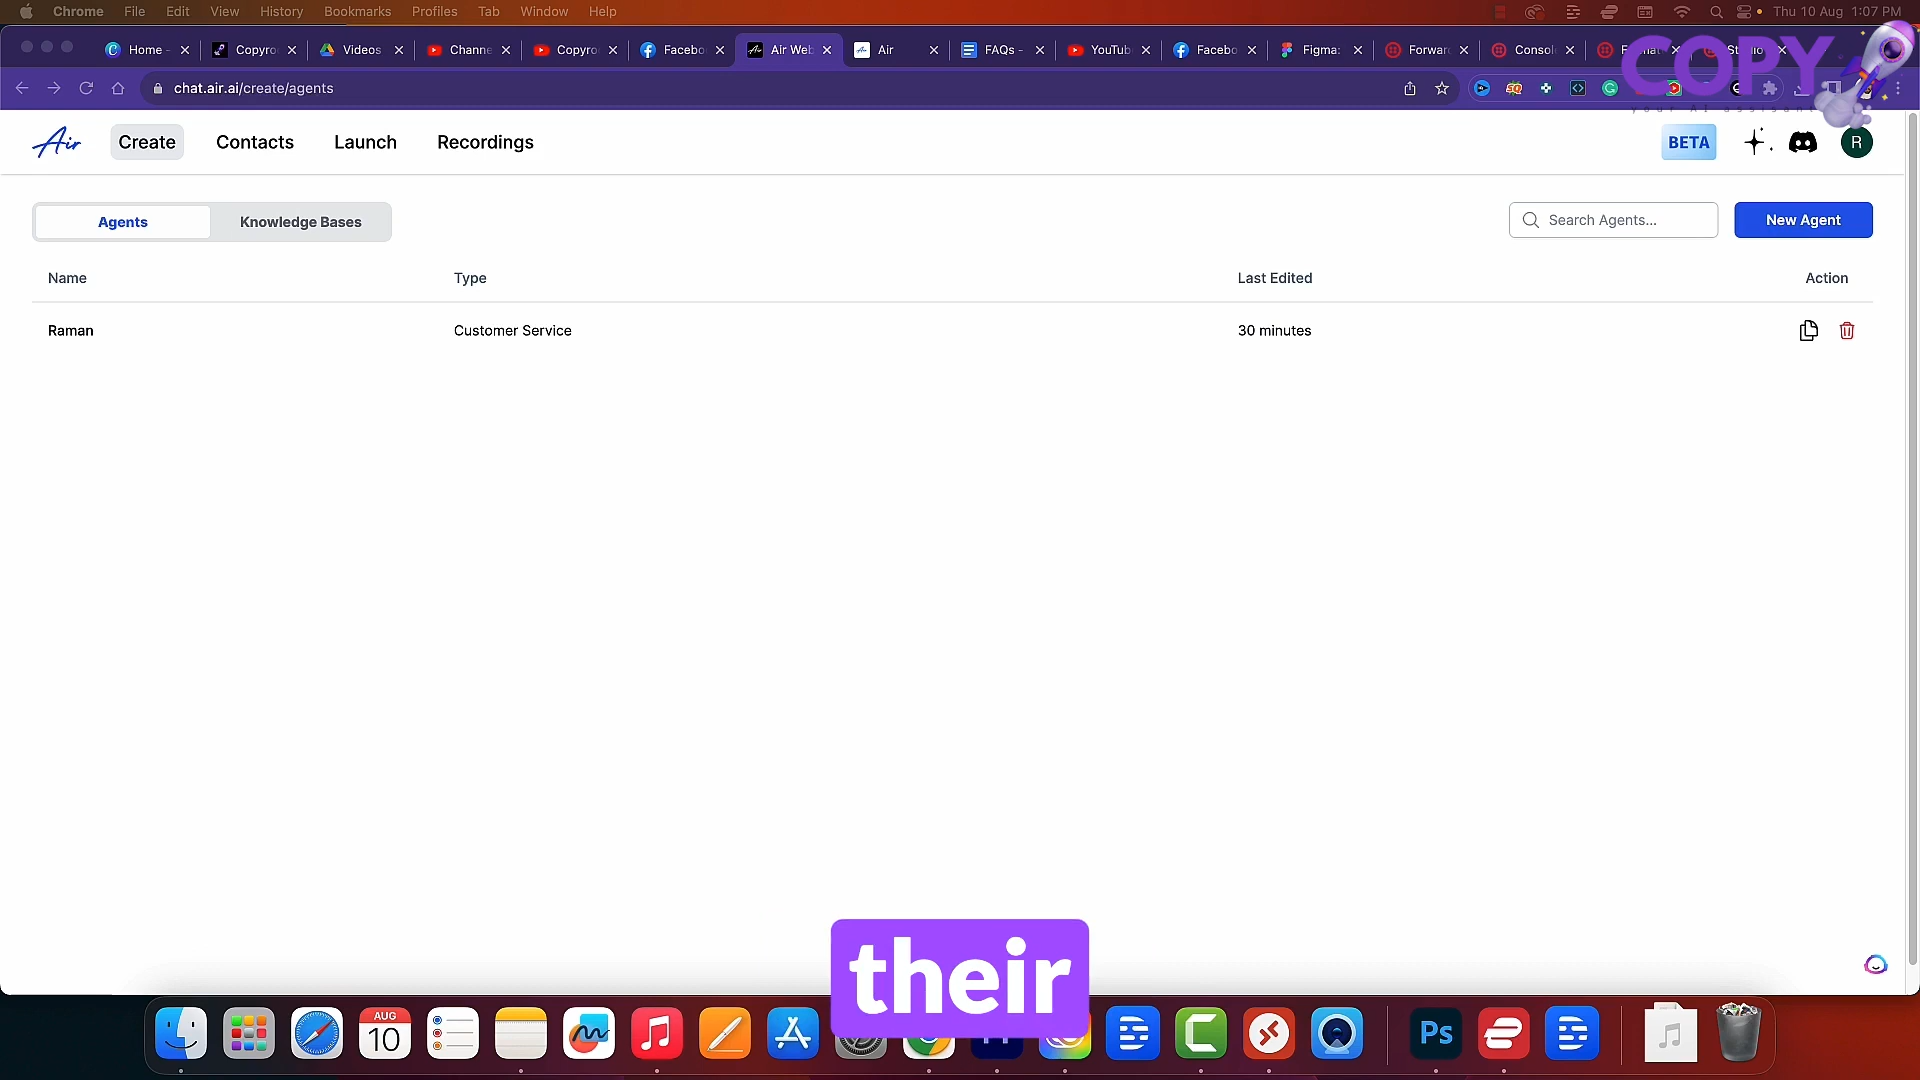 Chrome File Edit View History Bookmarks Profiles Tab Window Help Thu 10 Aug 1:07 PM
Home - Copyro Videos Channe Copyro Facebo Air Web Air FAQs - YouTub Facebo Figma: Forward Consol Studio
COPY
chat.air.ai/create/agents
Air Create Contacts Launch Recordings BETA R
Agents Knowledge Bases Search Agents... New Agent
Name Type Last Edited Action
Raman Customer Service 30 minutes
their
AUG
10
Ps